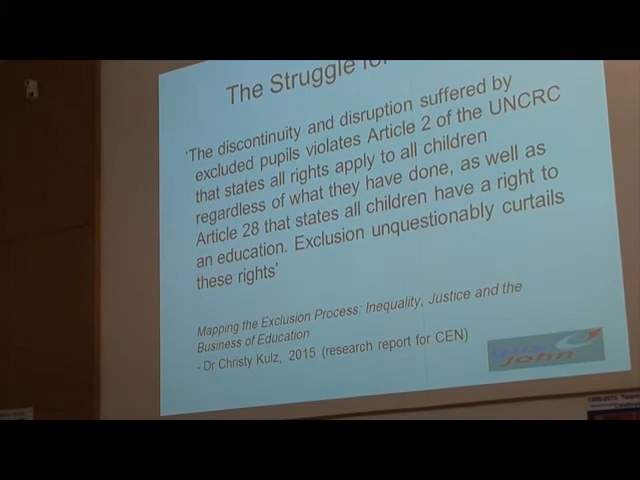 The Struggle for
'The discontinuity and disruption suffered by
excluded pupils violates Article 2 of the UNCRC
that states all rights apply to all children
regardless of what they have done, as well as
Article 28 that states all children have a right to
an education. Exclusion unquestionably curtails
these rights'
Mapping the Exclusion Process: Inequality, Justice and the
Business of Education
- Dr Christy Kulz, 2015 (research report for CEN)
gus
john